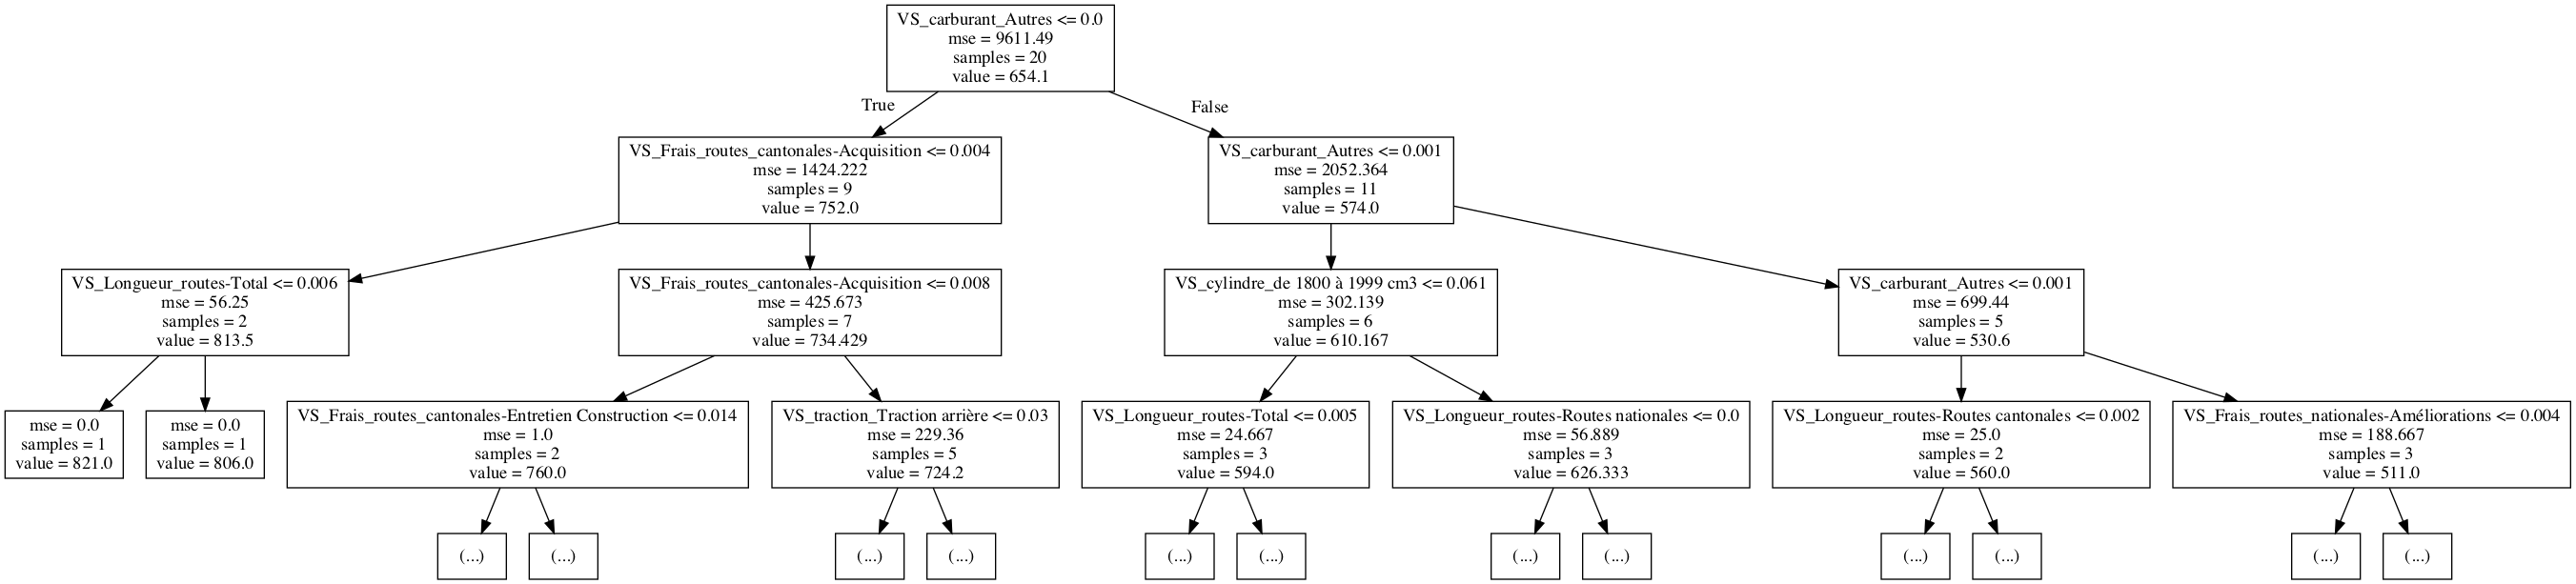 VS_carburant_Autres <= 0.0
mse = 9611.49
samples = 20
value = 654.1
True
False
VS_Frais_routes_cantonales-Acquisition <= 0.004
mse = 1424.222
samples = 9
value = 752.0
VS_carburant_Autres <= 0.001
mse = 2052.364
samples = 11
value = 574.0
VS_Longueur_routes-Total <= 0.006
mse = 56.25
samples = 2
value = 813.5
VS_Frais_routes_cantonales-Acquisition <= 0.008
mse = 425.673
samples = 7
value = 734.429
VS_cylindre_de 1800 à 1999 cm3 <= 0.061
mse = 302.139
samples = 6
value = 610.167
VS_carburant_Autres <= 0.001
mse = 699.44
samples = 5
value = 530.6
mse = 0.0
samples = 1
value = 821.0
mse = 0.0
samples = 1
value = 806.0
VS_Frais_routes_cantonales-Entretien Construction <= 0.014
mse = 1.0
samples = 2
value = 760.0
VS_traction_Traction arrière <= 0.03
mse = 229.36
samples = 5
value = 724.2
VS_Longueur_routes-Total <= 0.005
mse = 24.667
samples = 3
value = 594.0
VS_Longueur_routes-Routes nationales <= 0.0
mse = 56.889
samples = 3
value = 626.333
VS_Longueur_routes-Routes cantonales <= 0.002
mse = 25.0
samples = 2
value = 560.0
VS_Frais_routes_nationales-Améliorations <= 0.004
mse = 188.667
samples = 3
value = 511.0
(...)
(...)
(...)
(...)
(...)
(...)
(...)
(...)
(...)
(...)
(...)
(...)